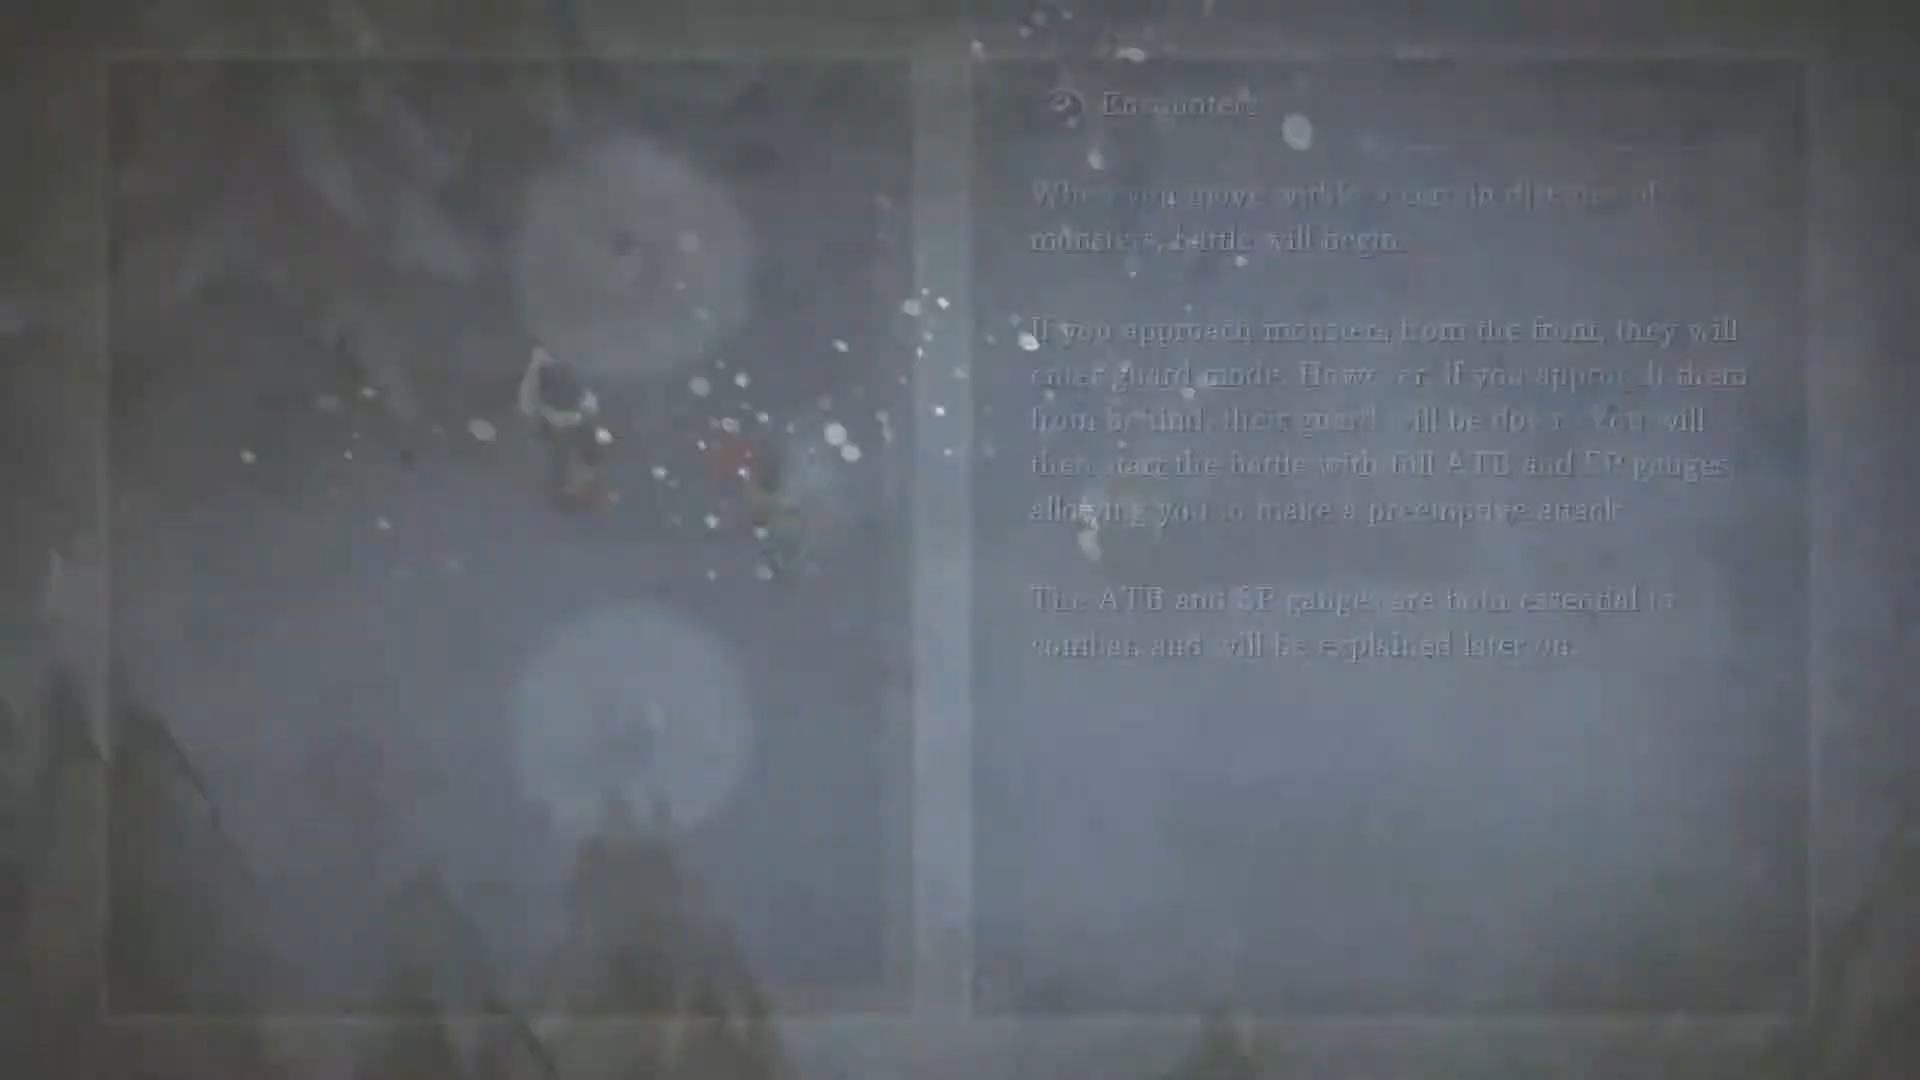 Encounters
When you move within a certain distance of
monsters, battle will begin.
If you approach monsters from the front, they will
enter guard mode. However, if you approach them
from behind, their guard will be down. You will
then start the battle with full ATB and SP gauges,
allowing you to make a preemptive attack.
The ATB and SP gauges are both essential to
combat and will be explained later on.